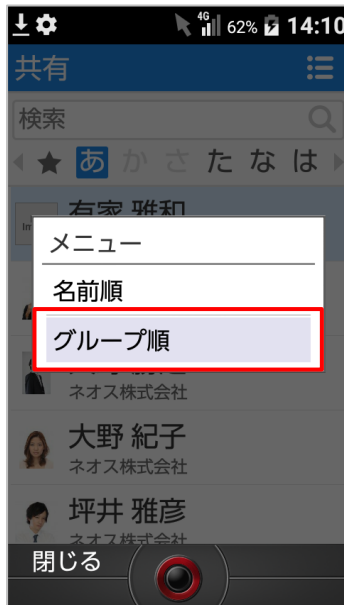 4G 62% 14:10
共有
検索
★ あ か さ た な は
有家 雅和
メニュー
名前順
グループ順
ネオス株式会社
大野 紀子
ネオス株式会社
坪井 雅彦
ネオス株式会社
閉じる